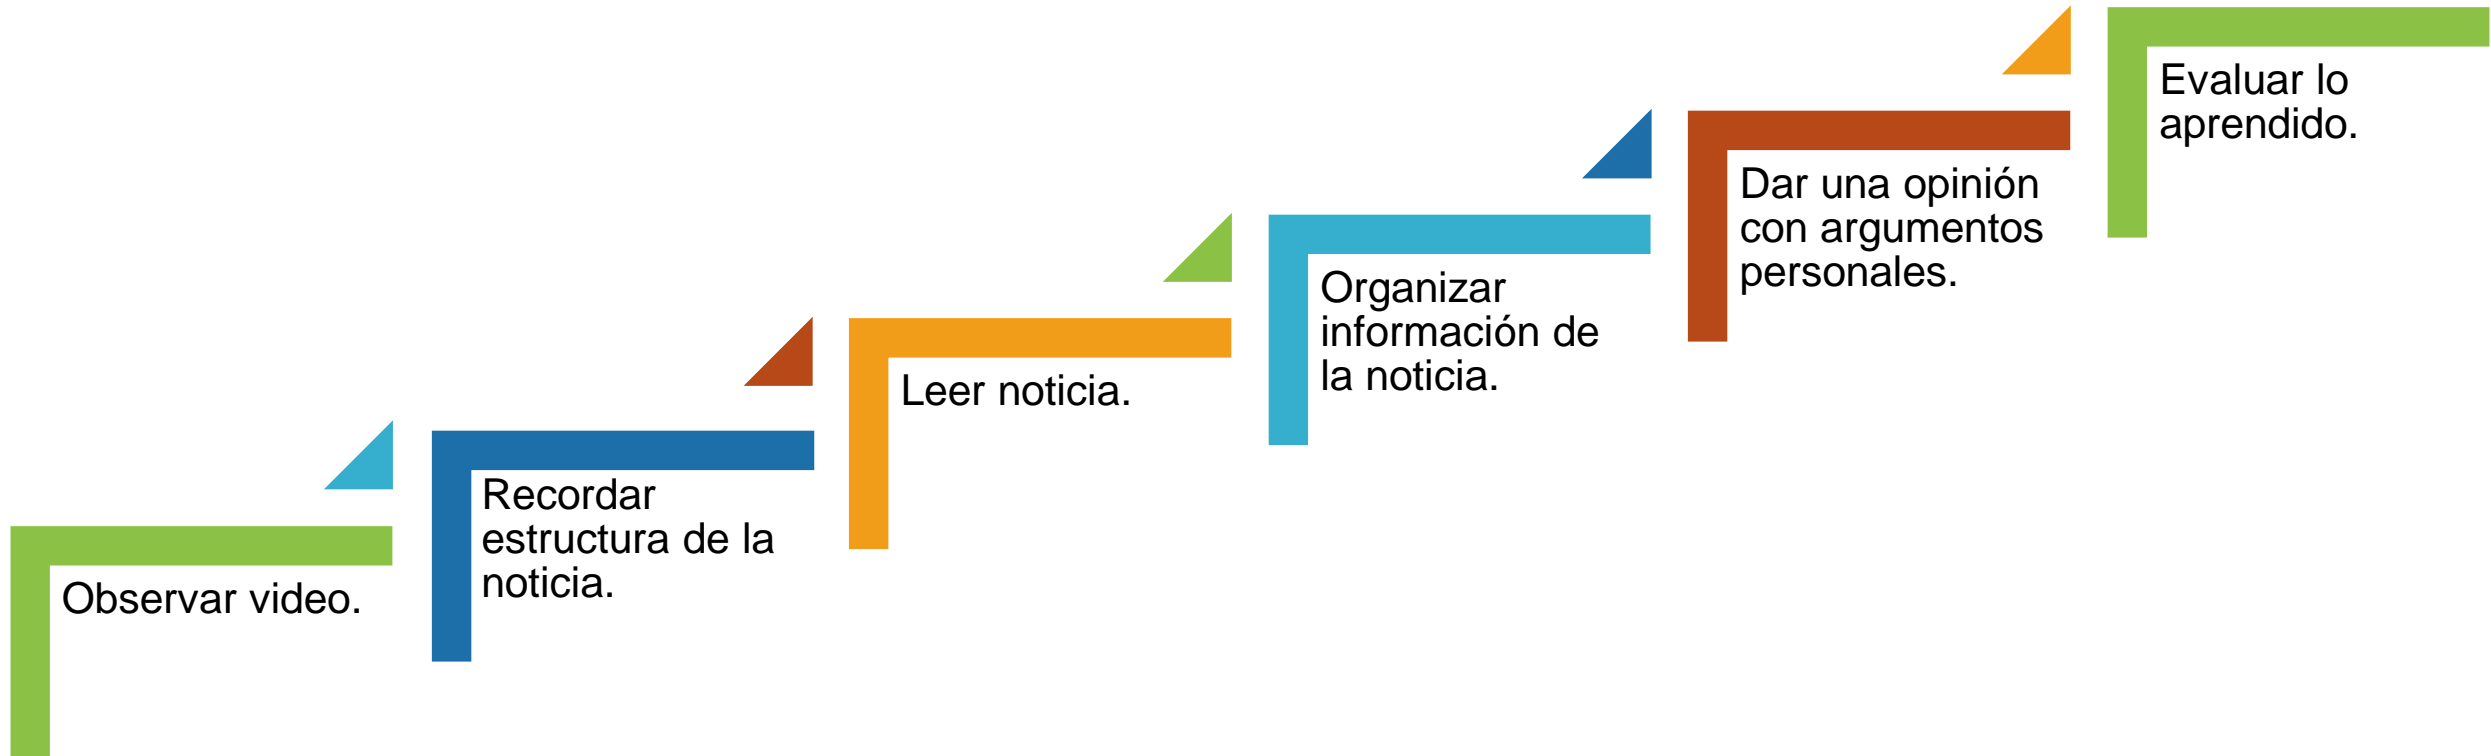 Observar video.
Recordar
estructura de la
noticia.
Leer noticia.
Organizar
información de
la noticia.
Dar una opinión
con argumentos
personales.
Evaluar lo
aprendido.